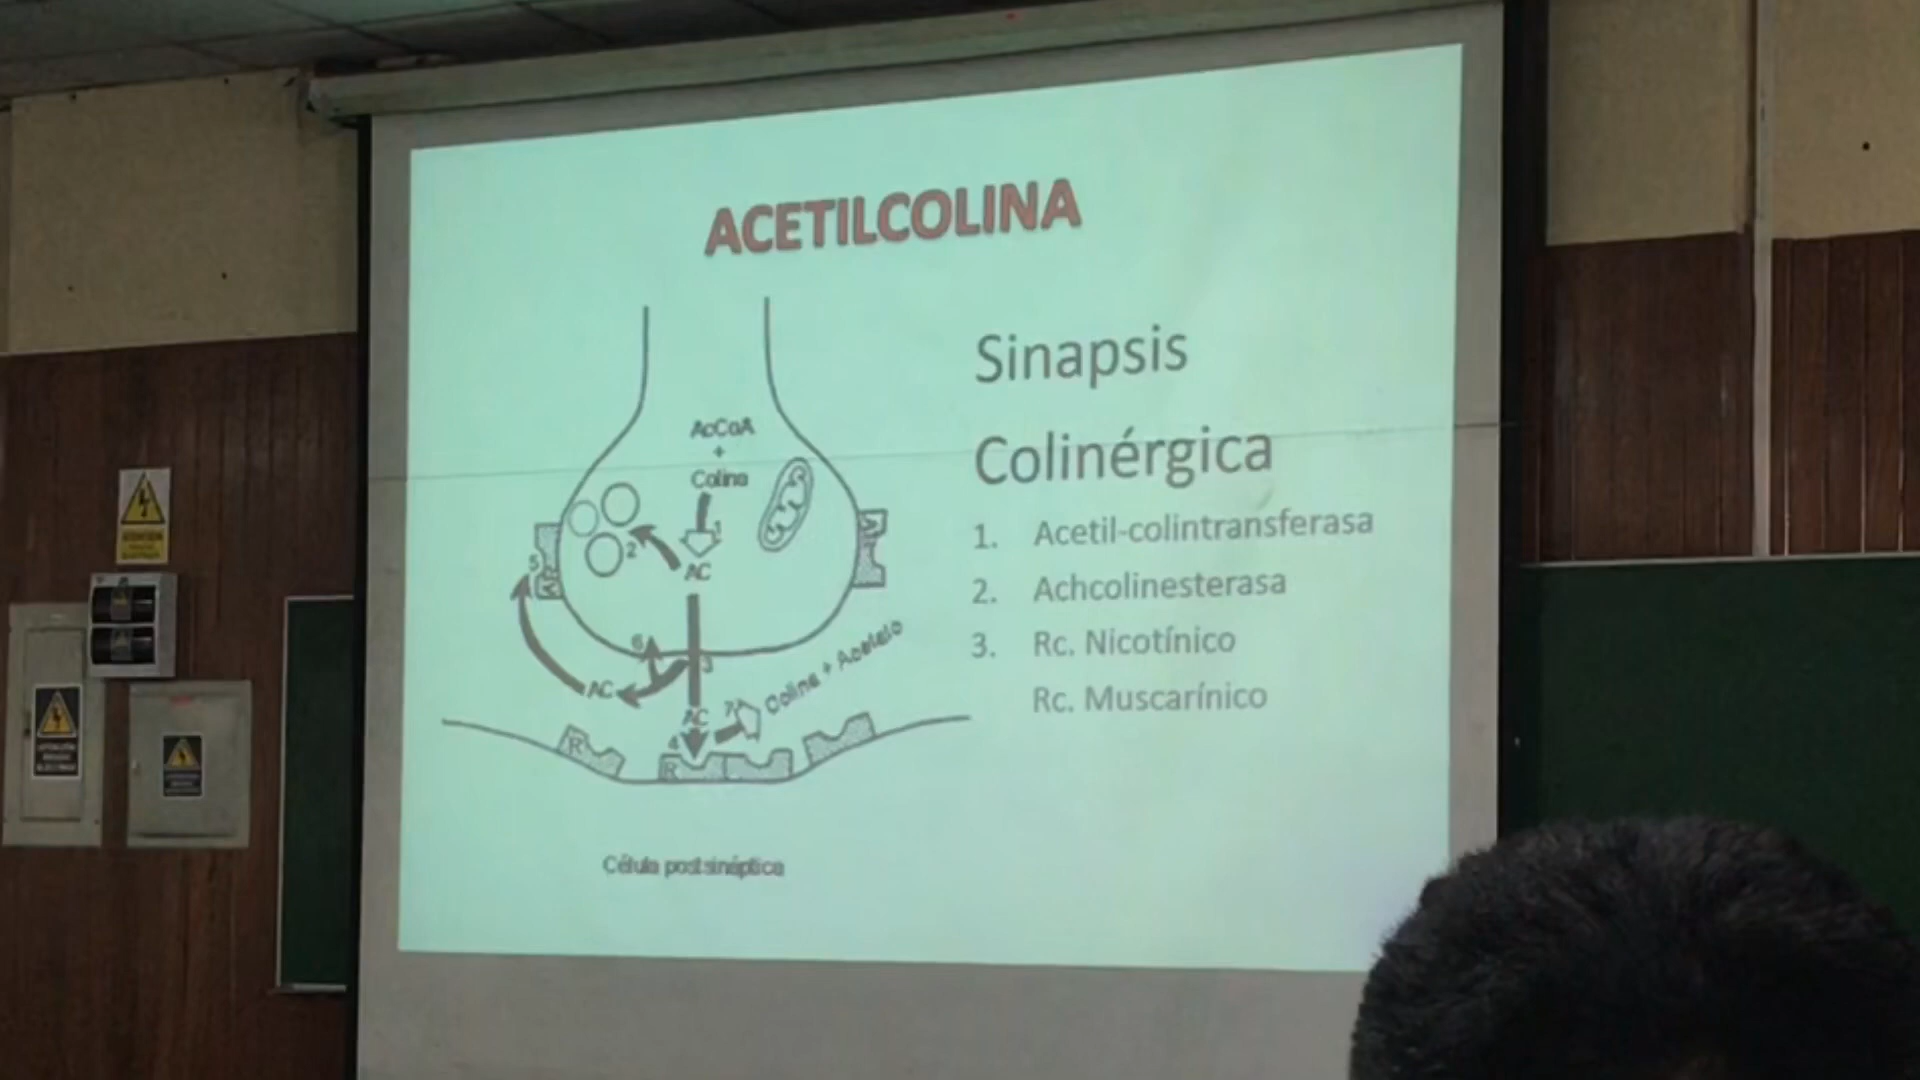 ACETILCOLINA
Sinapsis
Colinérgica
1. Acetil-colintransferasa
2. Achcolinesterasa
3. Rc. Nicotínico
Rc. Muscarínico
AcCoA
+
Colina
1
2
AC
5
6
3
AC
AC
7
Colina + Acetato
4
R
R
Célula postsináptica